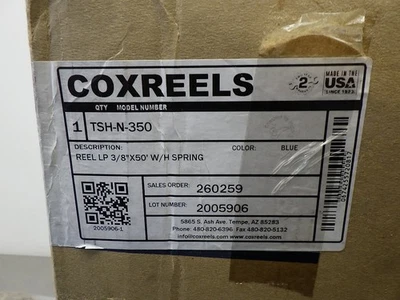 COXREELS
2
MADE IN THE
USA
SINCE 1923
QTY MODEL NUMBER
1 TSH-N-350
DESCRIPTION: COLOR: BLUE
REEL LP 3/8"X50' W/H SPRING
SALES ORDER: 260259
LOT NUMBER: 2005906
2005906-1
5865 S. Ash Ave. Tempe, AZ 85283
Phone: 480-820-6396 Fax 480-820-5132
info@coxreels.com www.coxreels.com